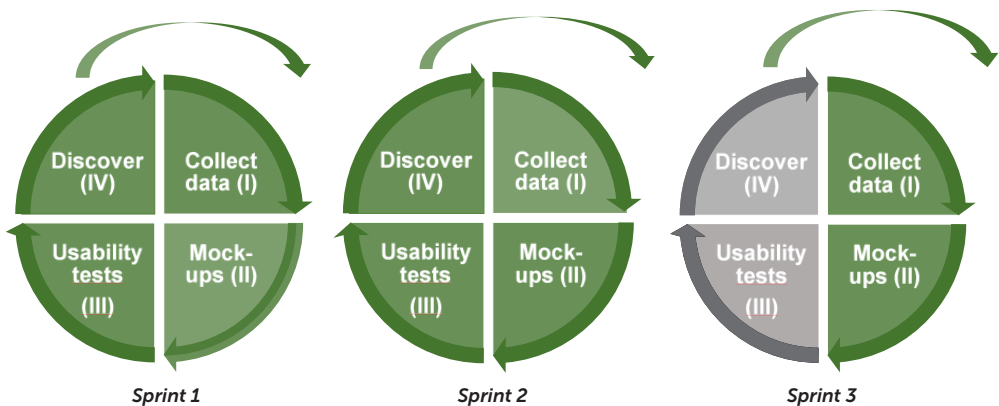 Discover
(IV)
Collect
data (I)
Usability
tests
(III)
Mock-
ups (II)
Sprint 1
Discover
(IV)
Collect
data (I)
Usability
tests
(III)
Mock-
ups (II)
Sprint 2
Discover
(IV)
Collect
data (I)
Usability
tests
(III)
Mock-
ups (II)
Sprint 3